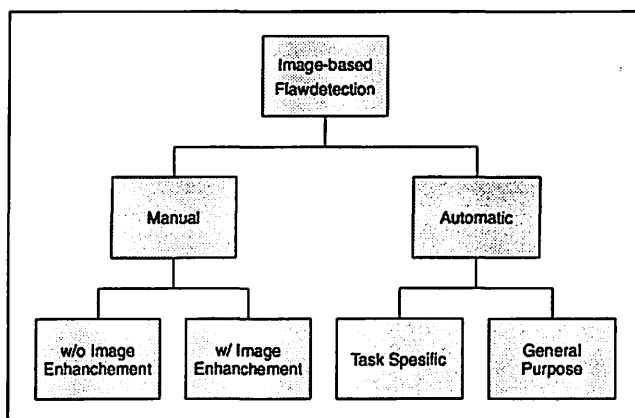 Image-based
Flawdetection
Manual
Automatic
w/o Image
Enhanchement
w/ Image
Enhanchement
Task Spesific
General
Purpose